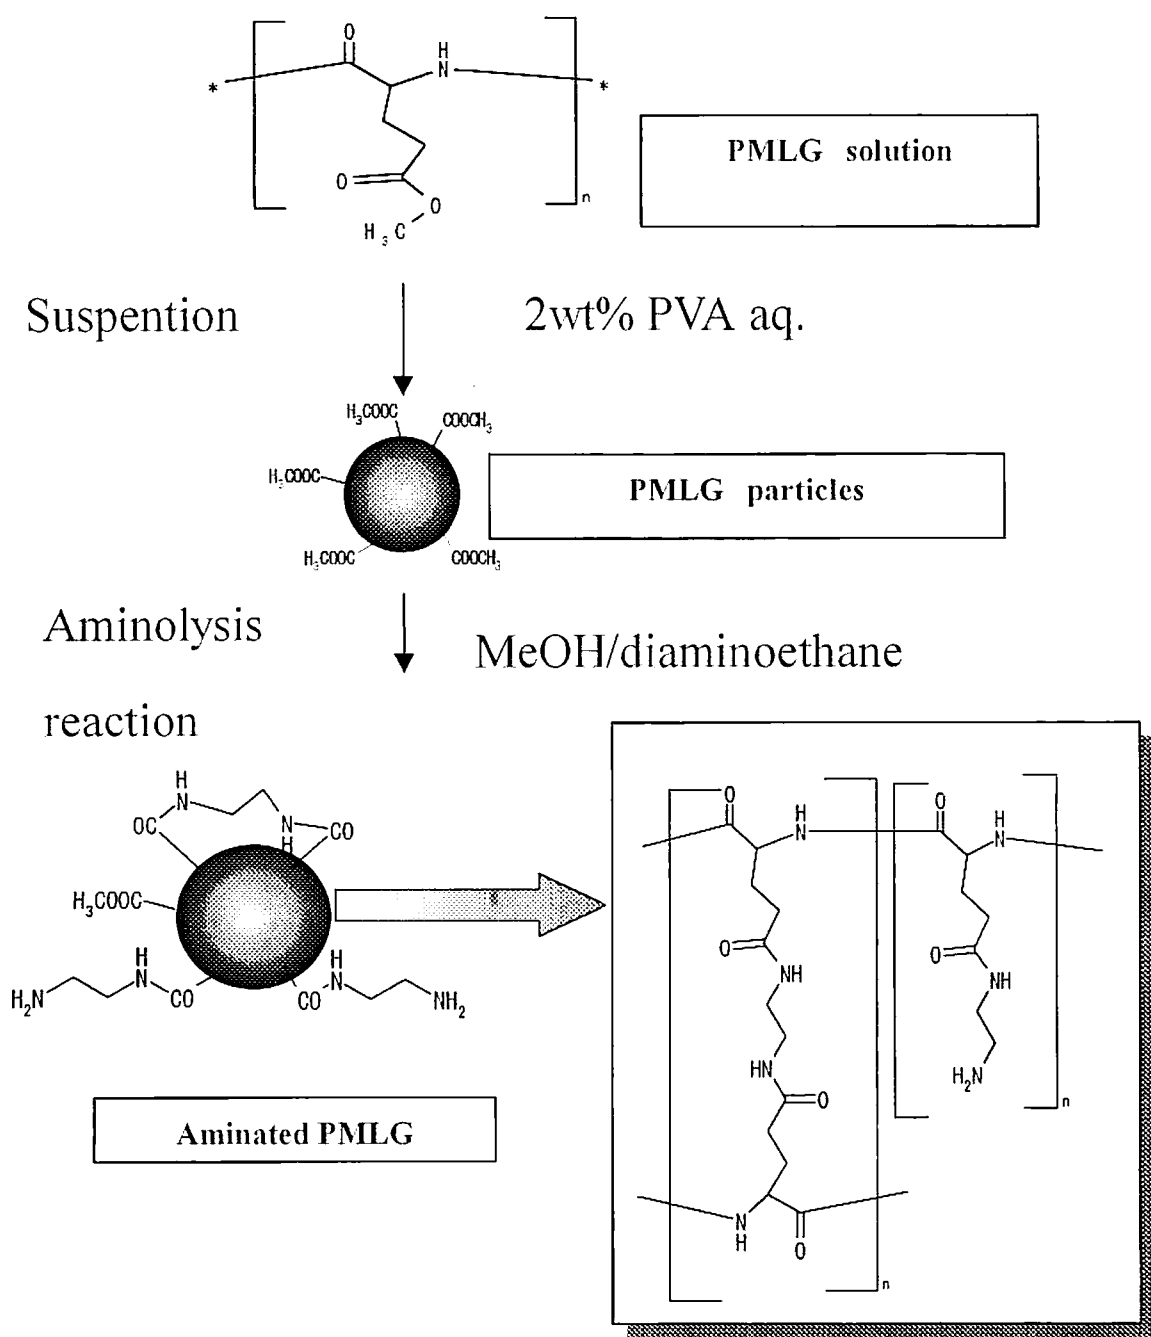 O
H
N
*
*
n
O
O
H₃C
PMLG solution
Suspention
2wt% PVA aq.
H₃COOC
COOCH₃
H₃COOC
PMLG particles
H₃COOC
COOCH₃
Aminolysis
MeOH/diaminoethane
reaction
H
N
OC
N
H
CO
H₃COOC
H
N
H₂N
CO
H
N
CO
NH₂
Aminated PMLG
O
H
N
O
H
N
O
NH
O
NH
HN
H₂N
n
O
N
H
O
n